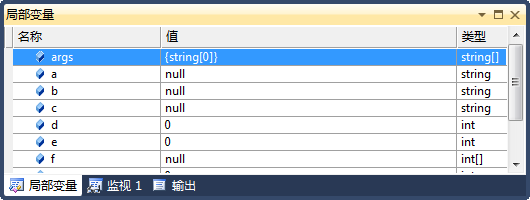 局部变量
名称 值 类型
args {string[0]} string[]
a null string
b null string
c null string
d 0 int
e 0 int
f null int[]
局部变量 监视 1 输出